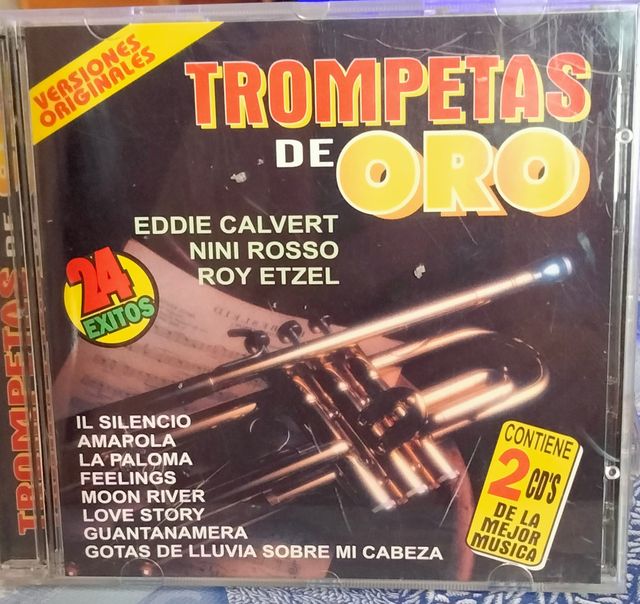 VERSIONES
ORIGINALES
TROMPETAS
DE ORO
EDDIE CALVERT
NINI ROSSO
ROY ETZEL
24
EXITOS
IL SILENCIO
AMAROLA
LA PALOMA
FEELINGS
MOON RIVER
LOVE STORY
GUANTANAMERA
GOTAS DE LLUVIA SOBRE MI CABEZA
CONTIENE
2 CD'S
DE LA
MEJOR
MUSICA
TROMPETAS DE